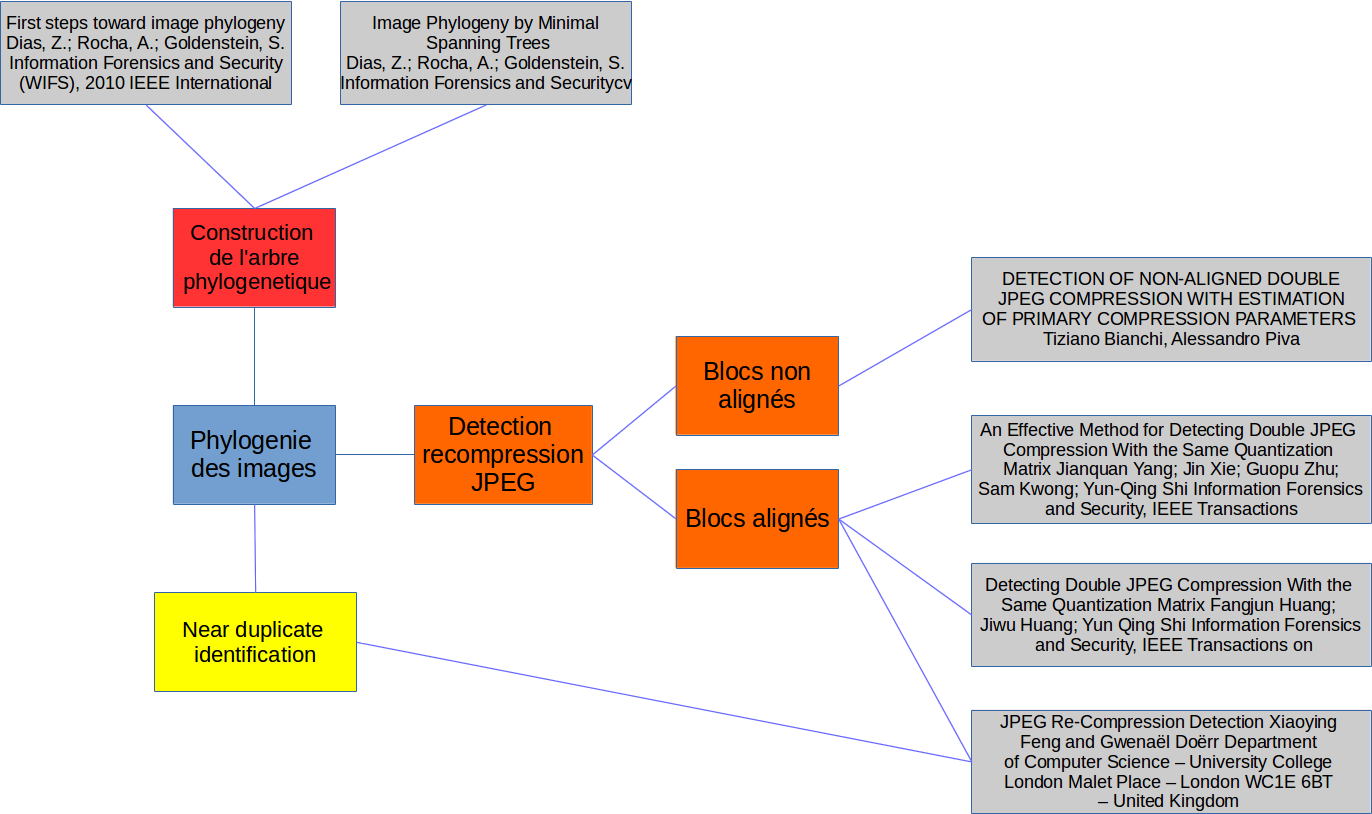 First steps toward image phylogeny
Dias, Z.; Rocha, A.; Goldenstein, S.
Information Forensics and Security
(WIFS), 2010 IEEE International
Image Phylogeny by Minimal
Spanning Trees
Dias, Z.; Rocha, A.; Goldenstein, S.
Information Forensics and Securitycv
Construction
de l'arbre
phylogenetique
Phylogenie
des images
Detection
recompression
JPEG
Near duplicate
identification
Blocs non
alignés
Blocs alignés
DETECTION OF NON-ALIGNED DOUBLE
JPEG COMPRESSION WITH ESTIMATION
OF PRIMARY COMPRESSION PARAMETERS
Tiziano Bianchi, Alessandro Piva
An Effective Method for Detecting Double JPEG
Compression With the Same Quantization
Matrix Jianquan Yang; Jin Xie; Guopu Zhu;
Sam Kwong; Yun-Qing Shi Information Forensics
and Security, IEEE Transactions
Detecting Double JPEG Compression With the
Same Quantization Matrix Fangjun Huang;
Jiwu Huang; Yun Qing Shi Information Forensics
and Security, IEEE Transactions on
JPEG Re-Compression Detection Xiaoying
Feng and Gwenaël Doërr Department
of Computer Science – University College
London Malet Place – London WC1E 6BT
– United Kingdom